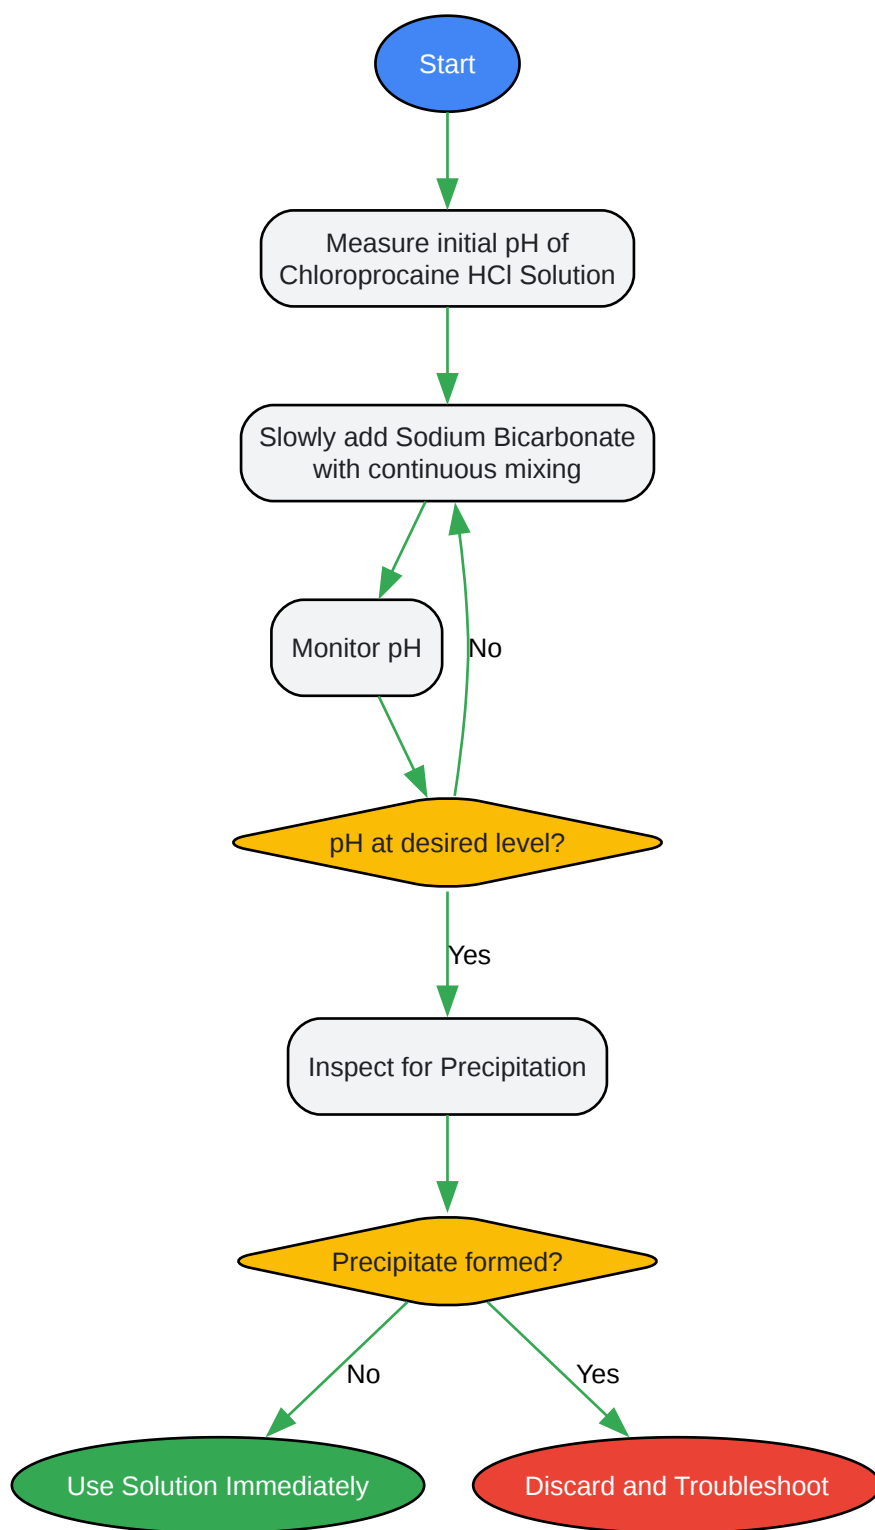 Start
Measure initial pH of
Chloroprocaine HCl Solution
Slowly add Sodium Bicarbonate
with continuous mixing
Monitor pH
No
pH at desired level?
Yes
Inspect for Precipitation
Precipitate formed?
No
Yes
Use Solution Immediately
Discard and Troubleshoot